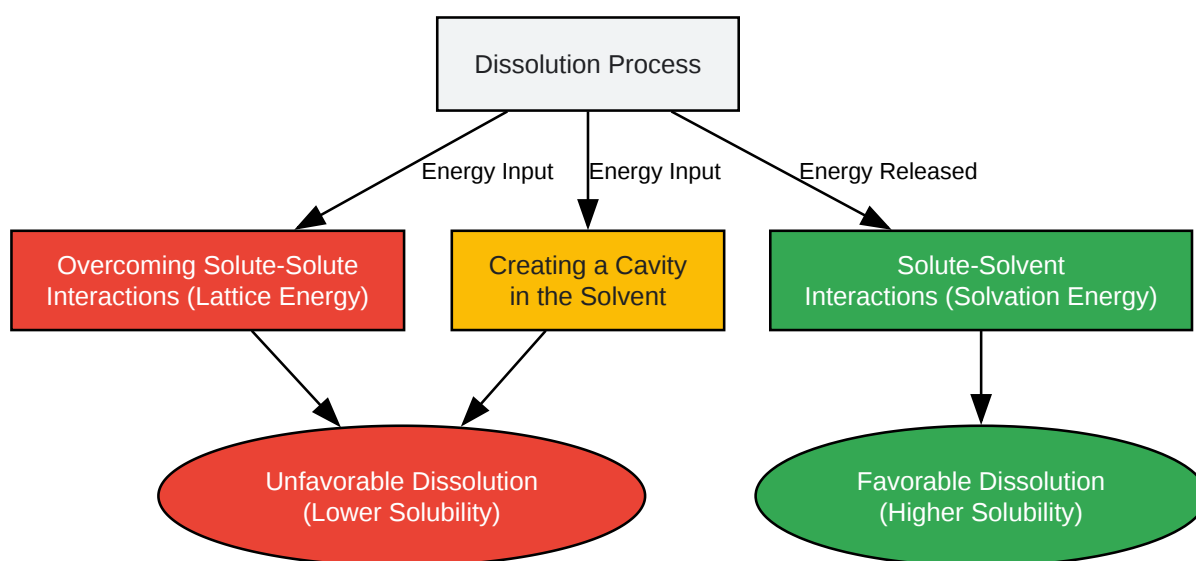 Dissolution Process
Energy Input
Energy Input
Energy Released
Overcoming Solute-Solute
Interactions (Lattice Energy)
Creating a Cavity
in the Solvent
Solute-Solvent
Interactions (Solvation Energy)
Unfavorable Dissolution
(Lower Solubility)
Favorable Dissolution
(Higher Solubility)